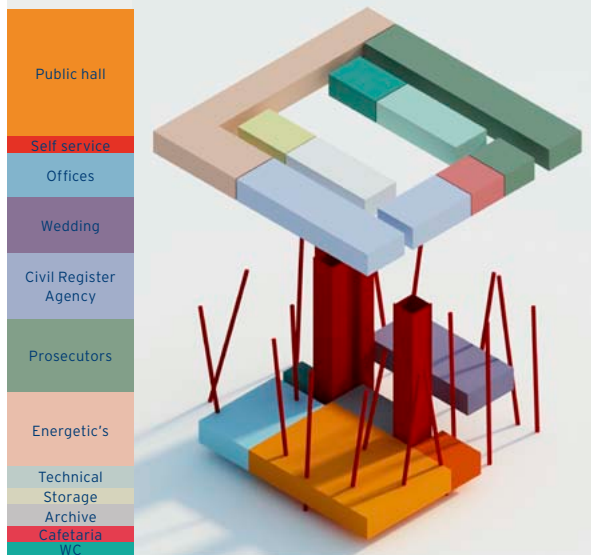 Public hall
Self service
Offices
Wedding
Civil Register
Agency
Prosecutors
Energetic's
Technical
Storage
Archive
Cafetaria
WC